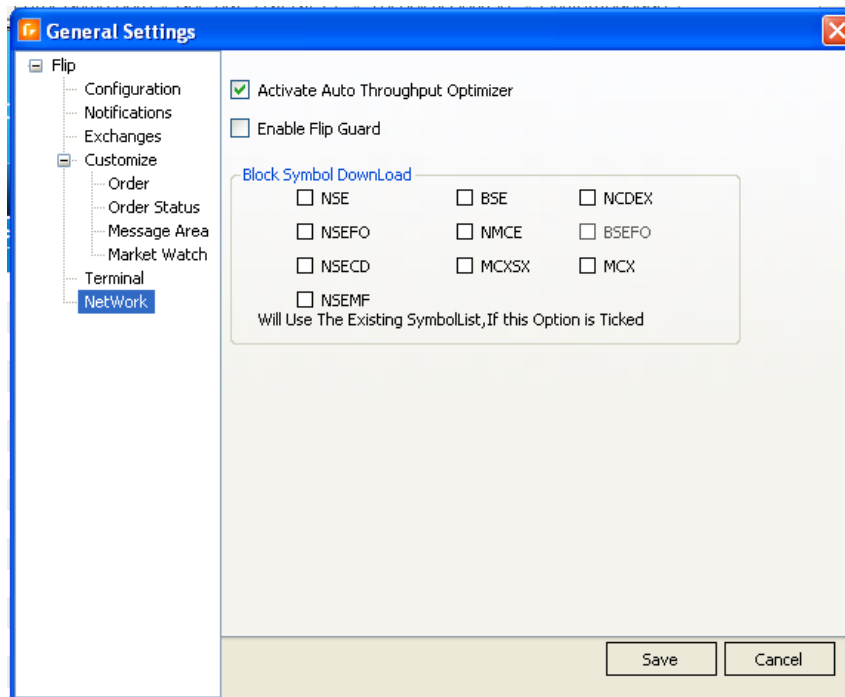 General Settings
Flip
Configuration
Notifications
Exchanges
Customize
Order
Order Status
Message Area
Market Watch
Terminal
NetWork
Activate Auto Throughput Optimizer
Enable Flip Guard
Block Symbol DownLoad
NSE BSE NCDEX
NSEFO NMCE BSEFO
NSECD MCXSX MCX
NSEMF
Will Use The Existing SymbolList,If this Option is Ticked
Save Cancel